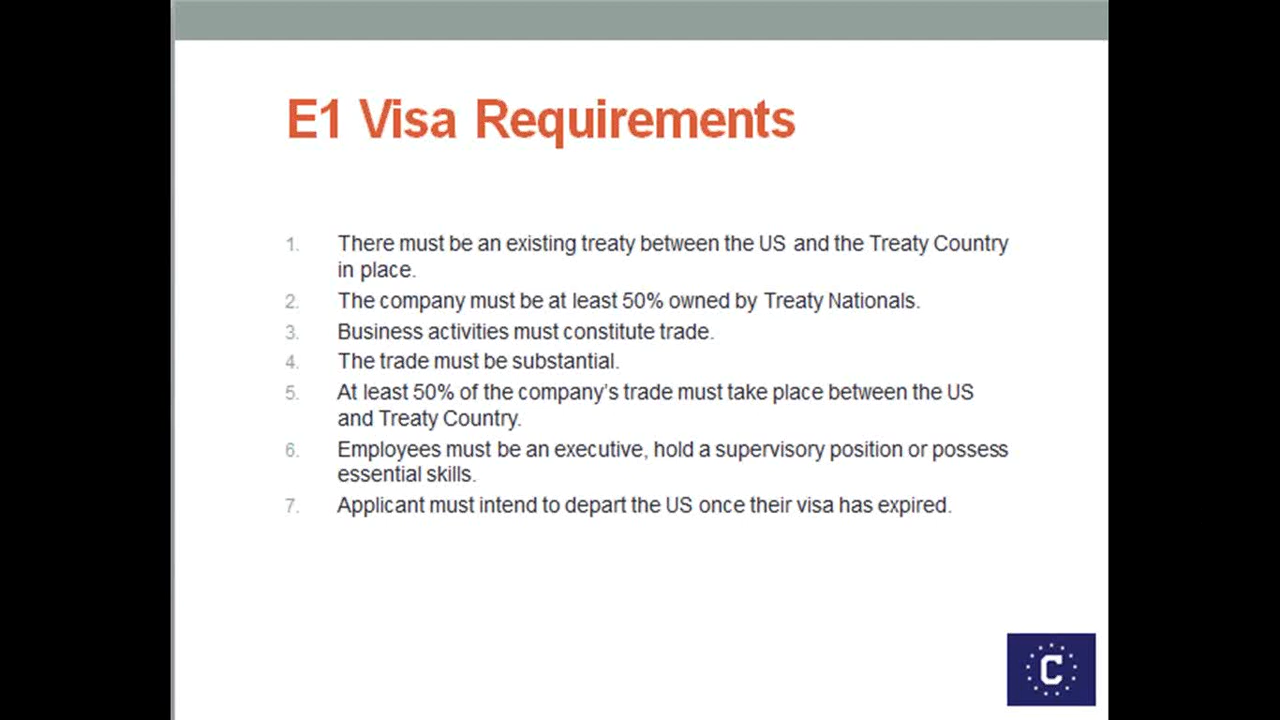 E1 Visa Requirements
1. There must be an existing treaty between the US and the Treaty Country
in place.
2. The company must be at least 50% owned by Treaty Nationals.
3. Business activities must constitute trade.
4. The trade must be substantial.
5. At least 50% of the company's trade must take place between the US
and Treaty Country.
6. Employees must be an executive, hold a supervisory position or possess
essential skills.
7. Applicant must intend to depart the US once their visa has expired.
C